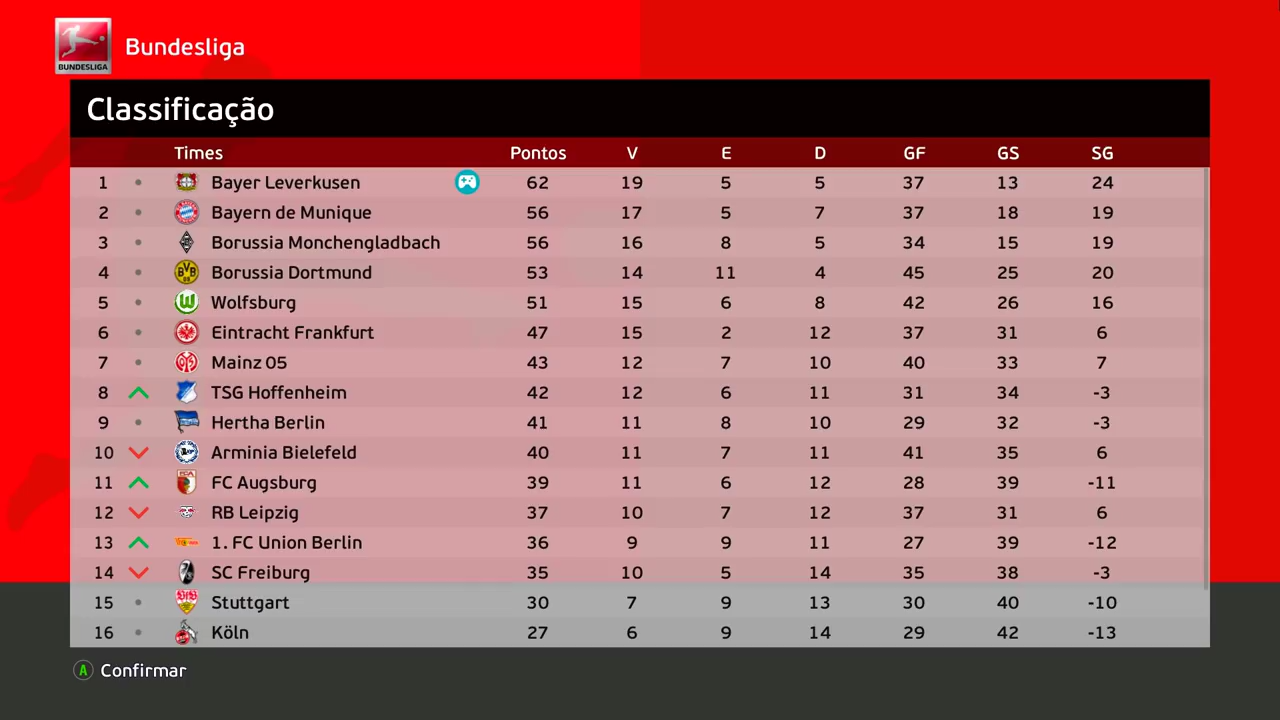 BUNDESLIGA
Bundesliga
Classificação
Times Pontos V E D GF GS SG
1 Bayer Leverkusen 62 19 5 5 37 13 24
2 Bayern de Munique 56 17 5 7 37 18 19
3 Borussia Monchengladbach 56 16 8 5 34 15 19
4 Borussia Dortmund 53 14 11 4 45 25 20
5 Wolfsburg 51 15 6 8 42 26 16
6 Eintracht Frankfurt 47 15 2 12 37 31 6
7 Mainz 05 43 12 7 10 40 33 7
8 TSG Hoffenheim 42 12 6 11 31 34 -3
9 Hertha Berlin 41 11 8 10 29 32 -3
10 Arminia Bielefeld 40 11 7 11 41 35 6
11 FC Augsburg 39 11 6 12 28 39 -11
12 RB Leipzig 37 10 7 12 37 31 6
13 1. FC Union Berlin 36 9 9 11 27 39 -12
14 SC Freiburg 35 10 5 14 35 38 -3
15 Stuttgart 30 7 9 13 30 40 -10
16 Köln 27 6 9 14 29 42 -13
A Confirmar